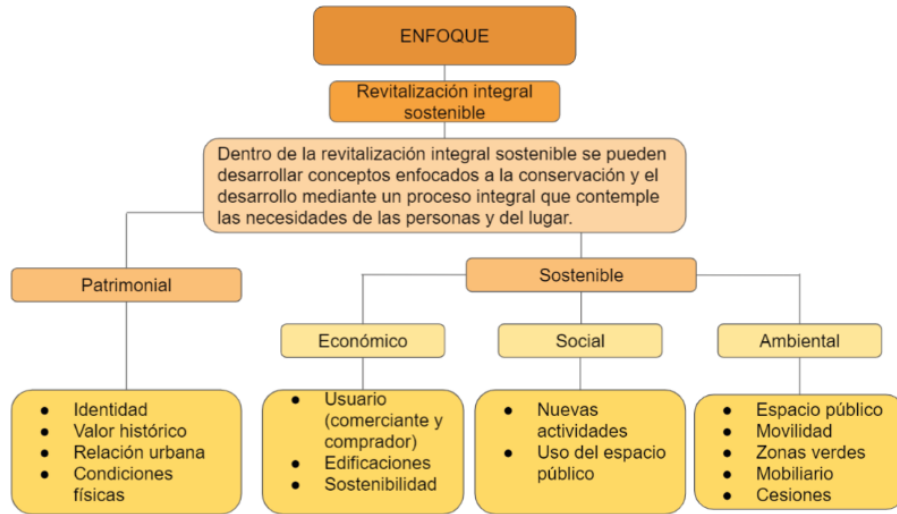 ENFOQUE
Revitalización integral
sostenible
Dentro de la revitalización integral sostenible se pueden
desarrollar conceptos enfocados a la conservación y el
desarrollo mediante un proceso integral que contemple
las necesidades de las personas y del lugar.
Patrimonial
Sostenible
Económico
Social
Ambiental
● Identidad
● Valor histórico
● Relación urbana
● Condiciones
físicas
● Usuario
(comerciante y
comprador)
● Edificaciones
● Sostenibilidad
● Nuevas
actividades
● Uso del espacio
público
● Espacio público
● Movilidad
● Zonas verdes
● Mobiliario
● Cesiones